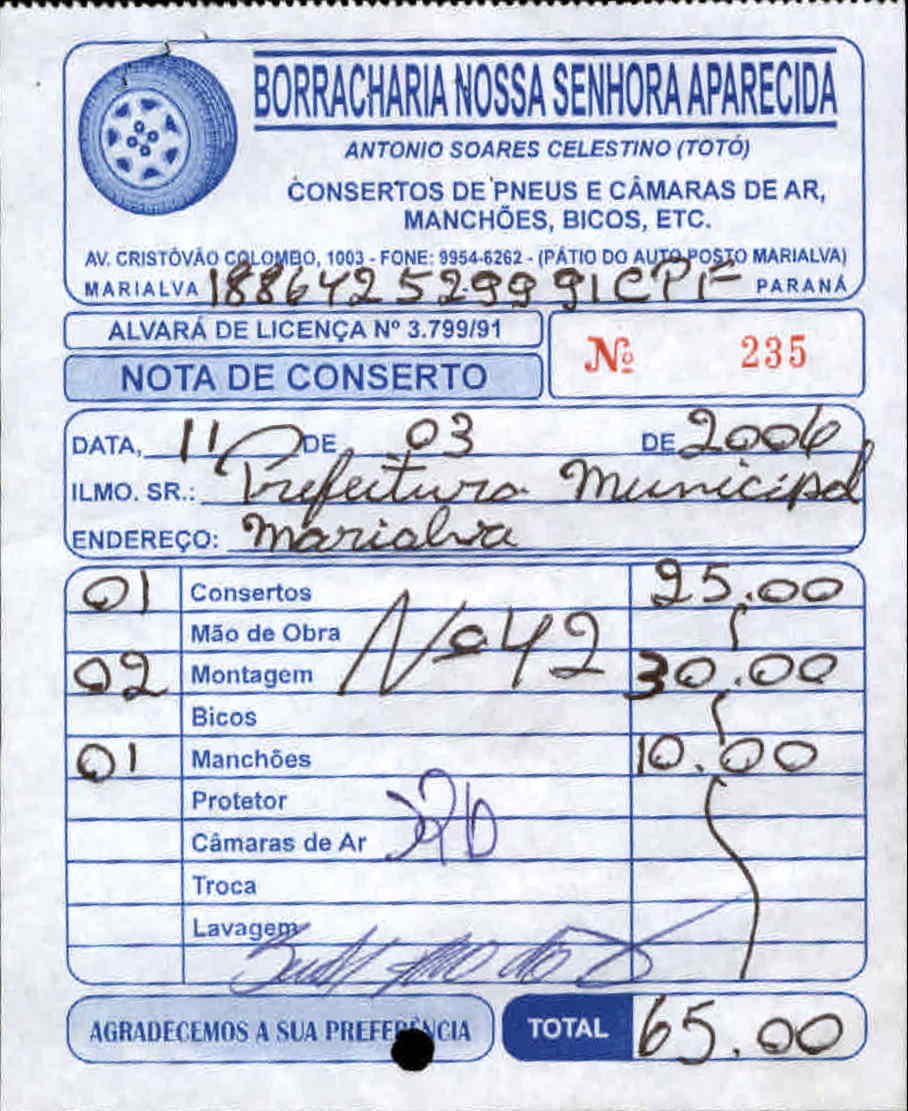 BORRACHARIA NOSSA SENHORA APARECIDA
ANTONIO SOARES CELESTINO (TOTÓ)
CONSERTOS DE PNEUS E CÂMARAS DE AR,
MANCHÕES, BICOS, ETC.
AV. CRISTÓVÃO COLOMBO, 1003 - FONE: 9954-6262 - (PÁTIO DO AUTO POSTO MARIALVA)
MARIALVA 188642529991 CPF PARANÁ
ALVARÁ DE LICENÇA Nº 3.799/91
Nº 235
NOTA DE CONSERTO
DATA, 11 DE 03 DE 2006
ILMO. SR.: Prefeitura Municipal
ENDEREÇO: Marialva
01 Consertos 25.00
Mão de Obra
Nº 42
02 Montagem 30.00
Bicos
01 Manchões 10.00
Protetor
Câmaras de Ar
Troca
Lavagem
AGRADECEMOS A SUA PREFERÊNCIA
TOTAL 65.00